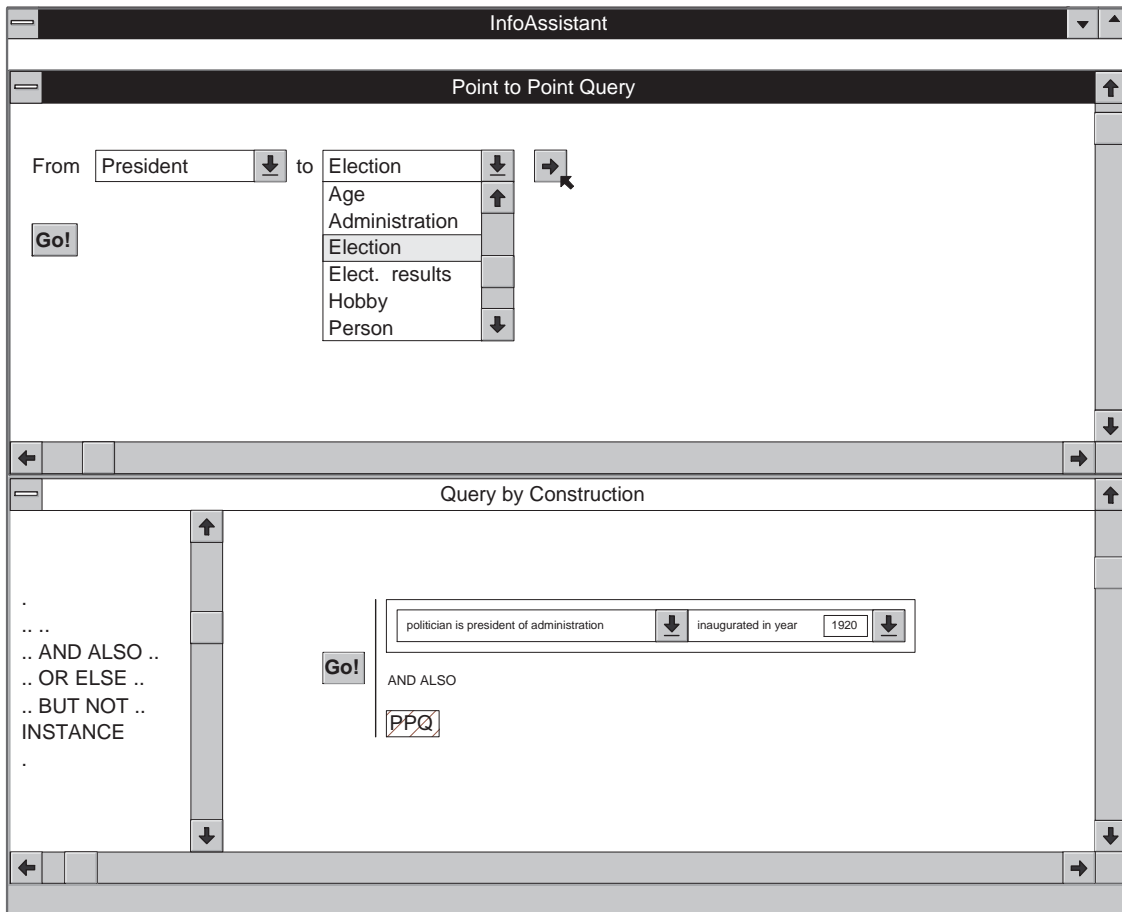 InfoAssistant
Point to Point Query
From President to Election
Age
Administration
Go! Election
Elect. results
Hobby
Person
Query by Construction
.
.. ..
.. AND ALSO ..
.. OR ELSE ..
.. BUT NOT ..
INSTANCE
.
politician is president of administration inaugurated in year 1920
Go!
AND ALSO
PPQ